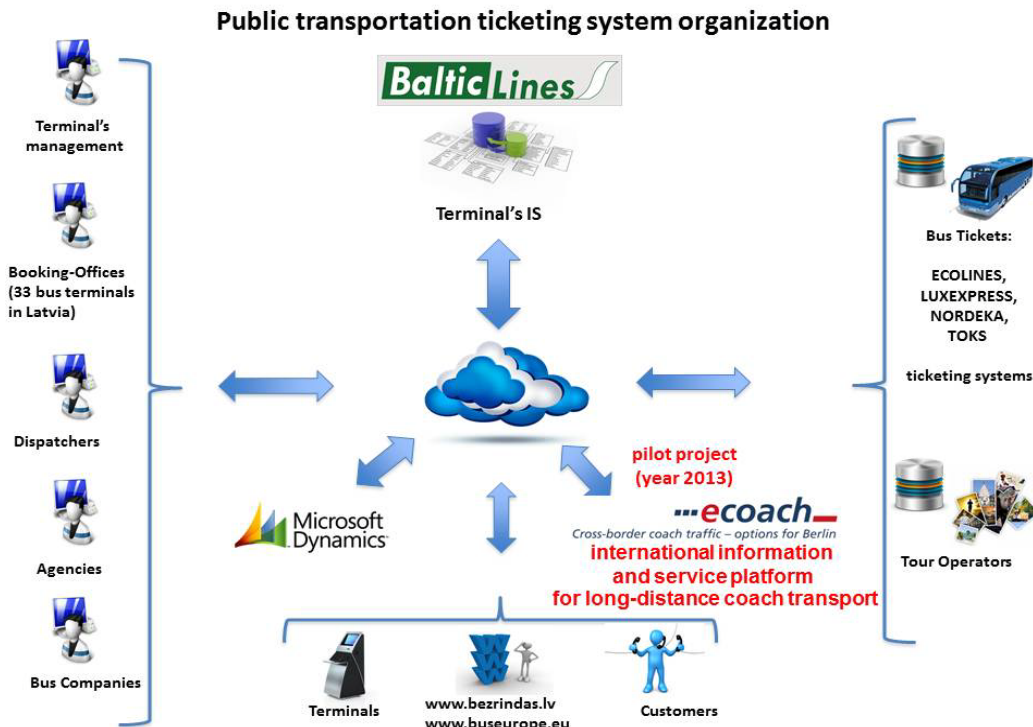 Public transportation ticketing system organization
Baltic Lines
Terminal's IS
Terminal's
management
Booking-Offices
(33 bus terminals
in Latvia)
Dispatchers
Agencies
Bus Companies
Bus Tickets:
ECOLINES,
LUXEXPRESS,
NORDEKA,
TOKS
ticketing systems
Tour Operators
pilot project
(year 2013)
ecoach
Cross-border coach traffic – options for Berlin
international information
and service platform
for long-distance coach transport
Microsoft
Dynamics
Terminals
W W W
www.bezrindas.lv
www.buseurope.eu
Customers